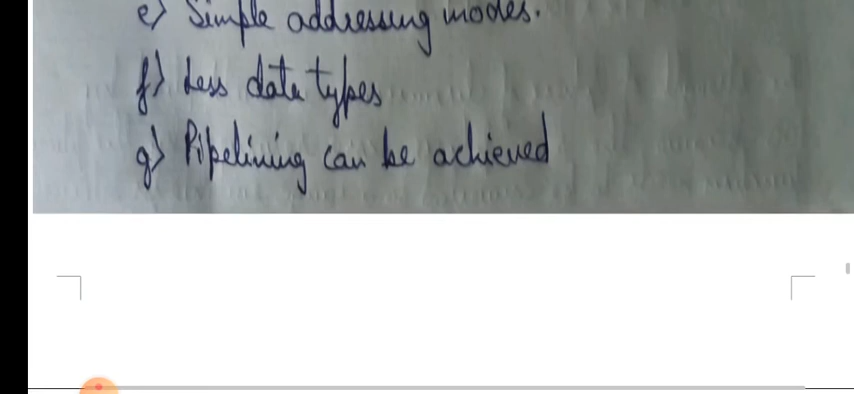 e) Simple addressing modes.
f) Less data types
g) Pipelining can be achieved